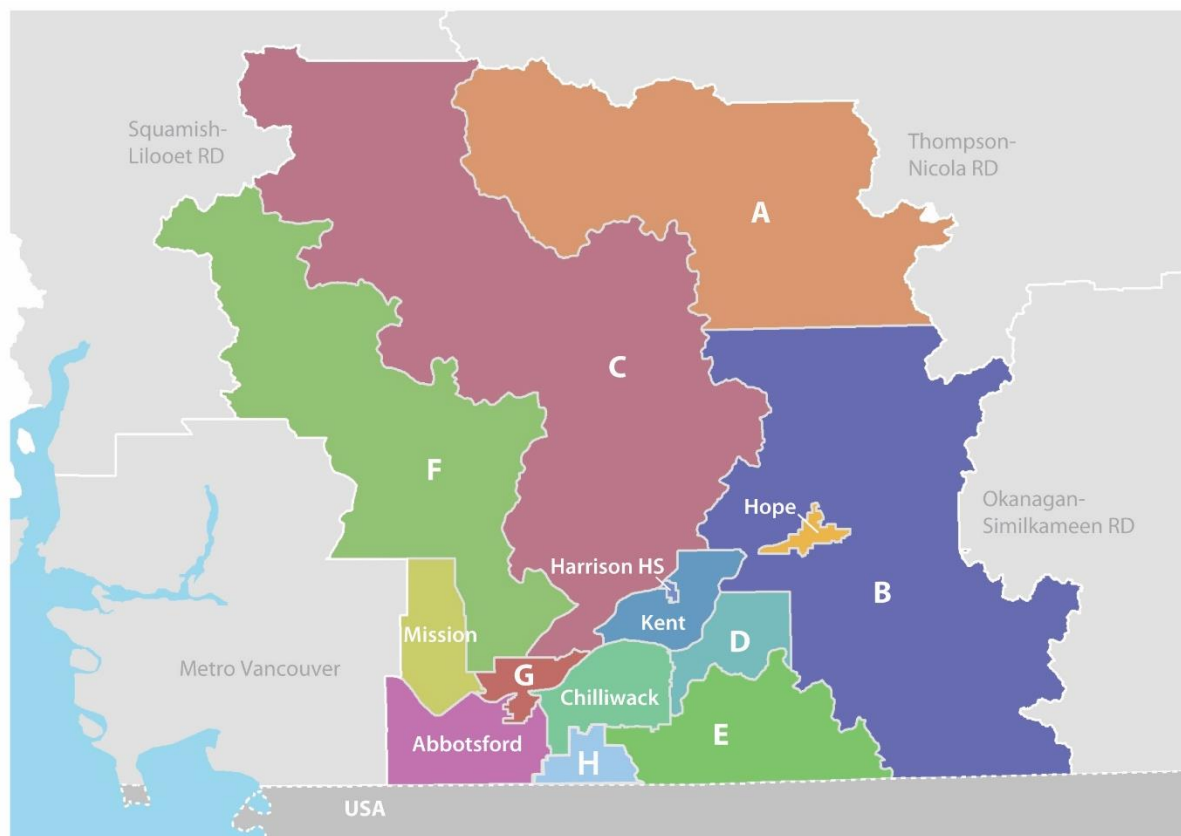 Squamish-
Lilooet RD
Thompson-
Nicola RD
A
C
F
Hope
Okanagan-
Similkameen RD
Harrison HS
B
Kent
Mission
D
Metro Vancouver
G
Chilliwack
Abbotsford
E
H
USA